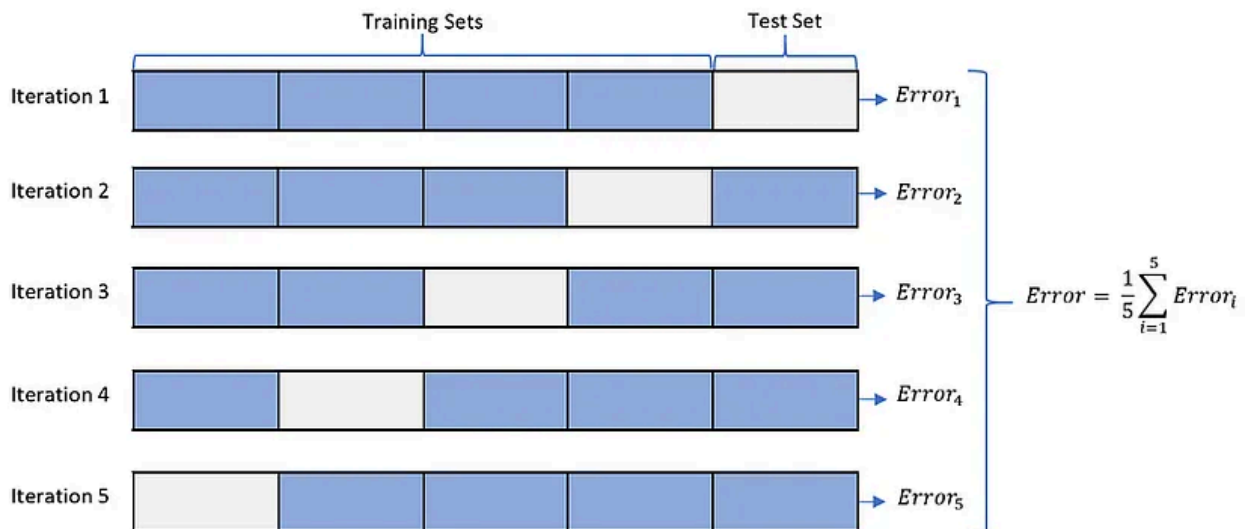 Training Sets
Test Set
Iteration 1
Error₁
Iteration 2
Error₂
Iteration 3
Error₃
Error = 1/5 ∑_{i=1}^{5} Error_i
Iteration 4
Error₄
Iteration 5
Error₅